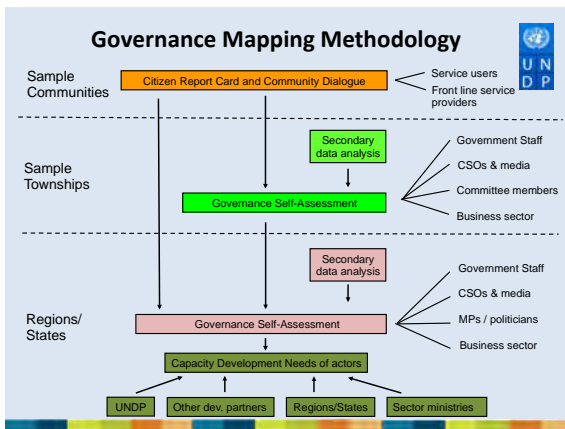 Governance Mapping Methodology
U N
D P
Sample
Communities
Citizen Report Card and Community Dialogue
Service users
Front line service
providers
Sample
Townships
Secondary
data analysis
Governance Self-Assessment
Government Staff
CSOs & media
Committee members
Business sector
Regions/
States
Secondary
data analysis
Governance Self-Assessment
Government Staff
CSOs & media
MPs / politicians
Business sector
Capacity Development Needs of actors
UNDP
Other dev. partners
Regions/States
Sector ministries